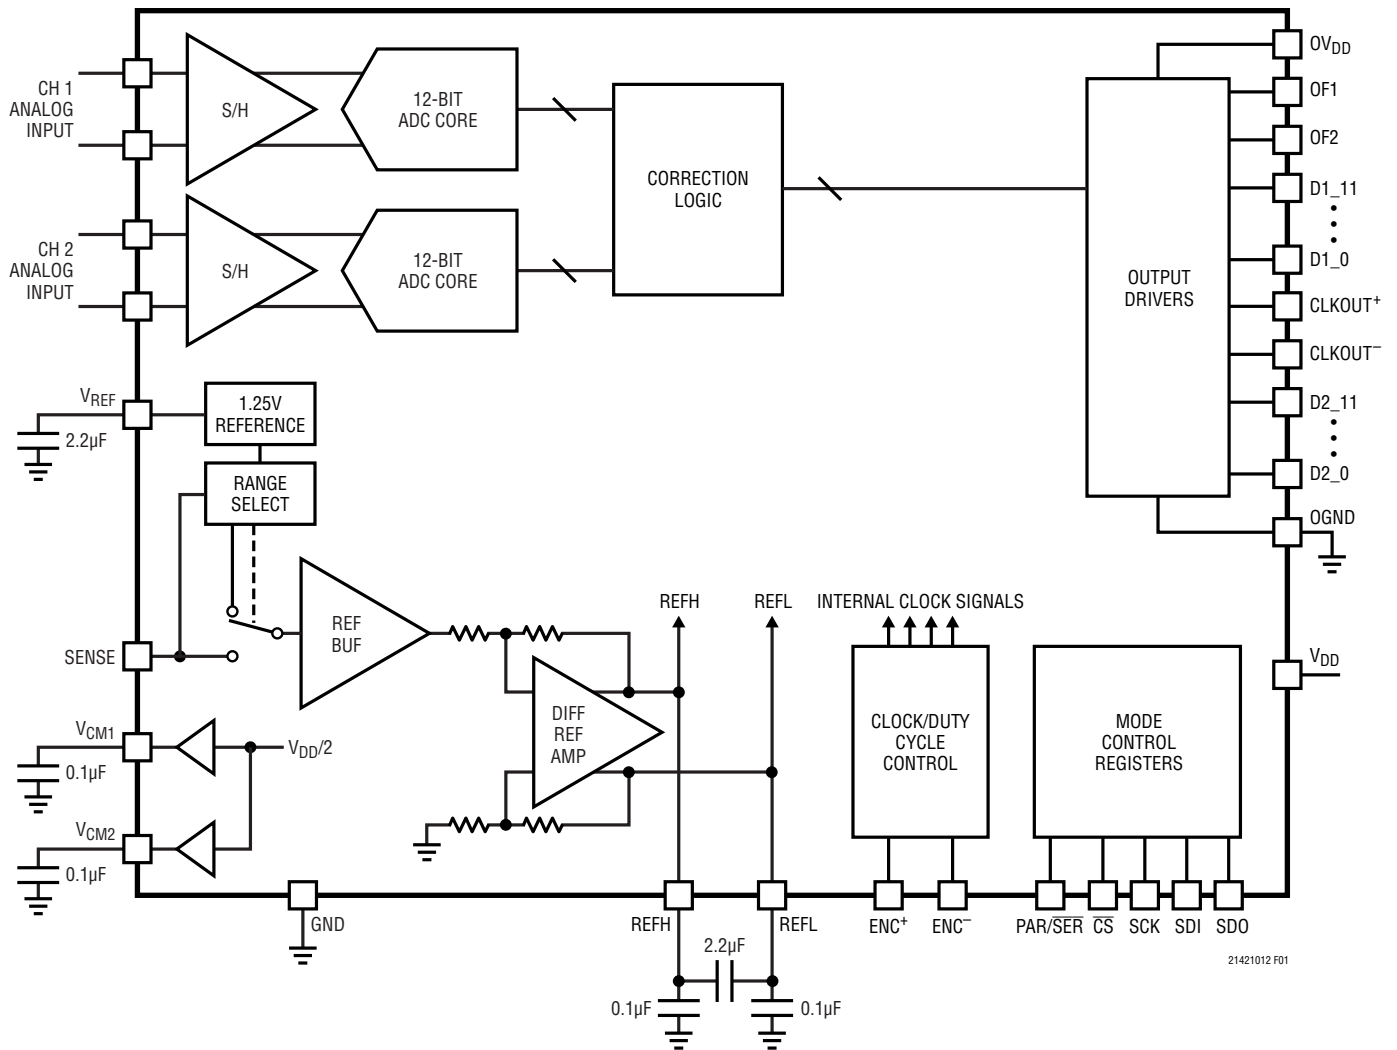 CH 1
ANALOG
INPUT
S/H
12-BIT
ADC CORE
CORRECTION
LOGIC
CH 2
ANALOG
INPUT
S/H
12-BIT
ADC CORE
OUTPUT
DRIVERS
OVDD
OF1
OF2
D1_11
D1_0
CLKOUT+
CLKOUT–
D2_11
D2_0
OGND
VDD
VREF
2.2µF
1.25V
REFERENCE
RANGE
SELECT
SENSE
REF
BUF
VCM1
0.1µF
VDD/2
VCM2
0.1µF
DIFF
REF
AMP
REFH
REFL
INTERNAL CLOCK SIGNALS
CLOCK/DUTY
CYCLE
CONTROL
MODE
CONTROL
REGISTERS
GND
REFH
REFL
2.2µF
0.1µF
0.1µF
ENC+
ENC–
PAR/S̅E̅R̅
C̅S̅
SCK
SDI
SDO
21421012 F01